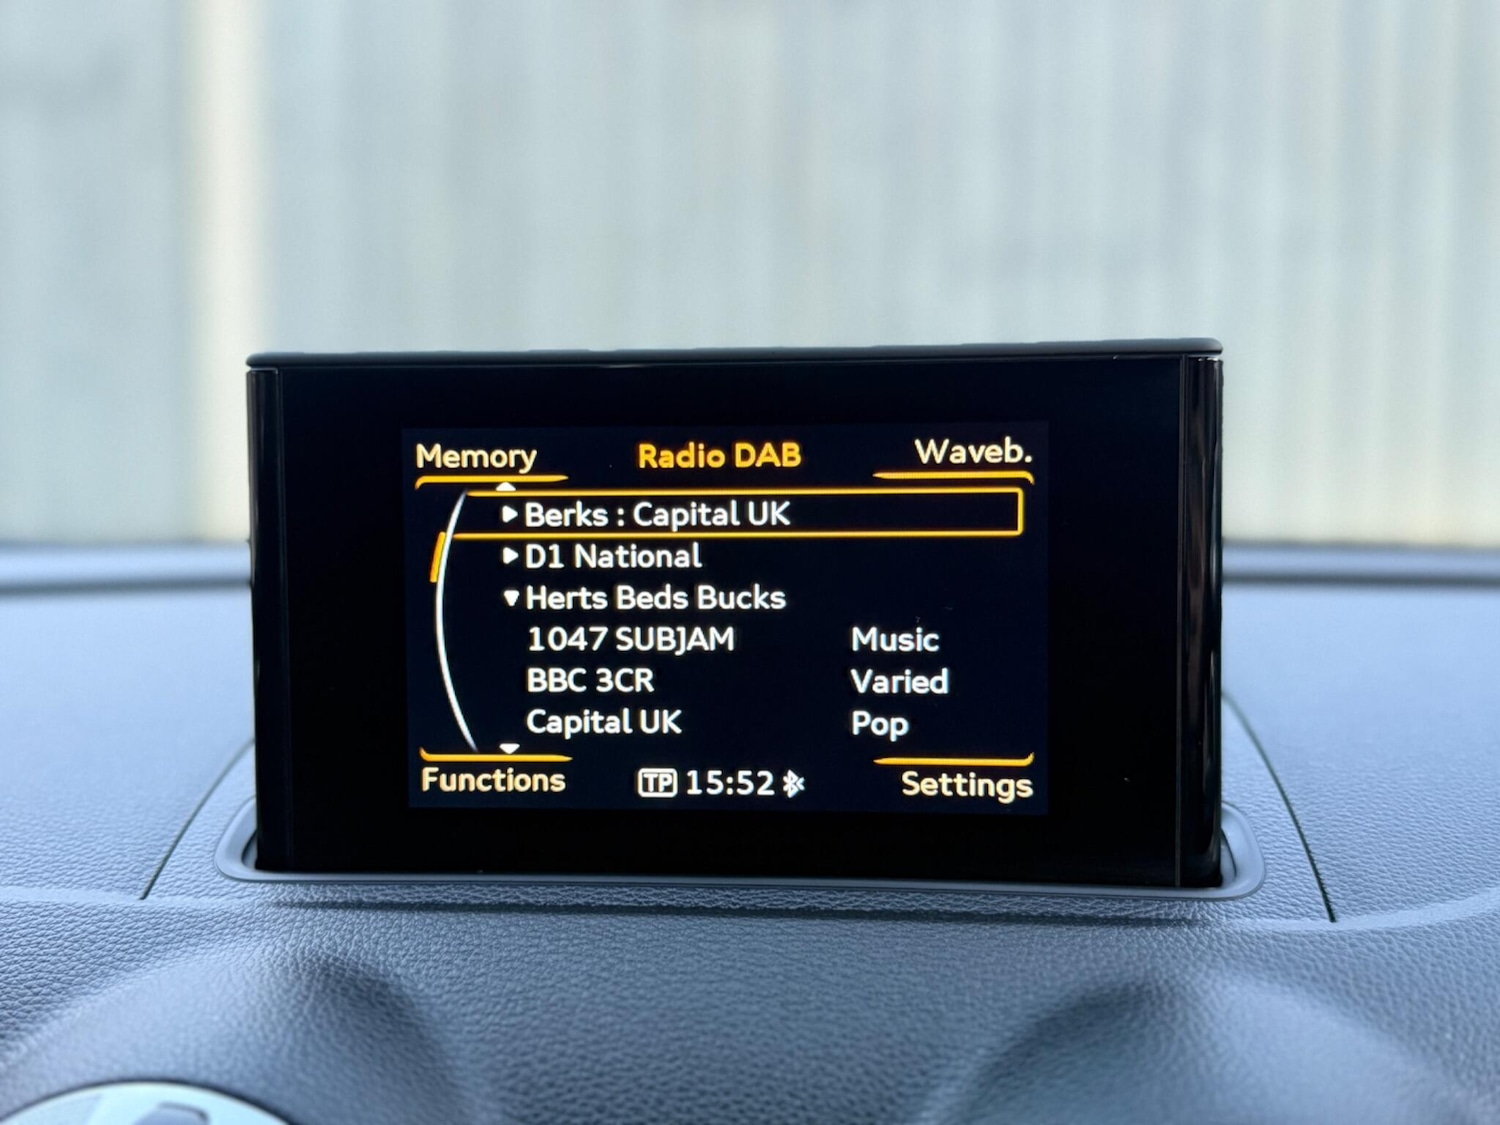 Memory Radio DAB Waveb.
Berks : Capital UK
D1 National
Herts Beds Bucks
1047 SUBJAM Music
BBC 3CR Varied
Capital UK Pop
Functions TP 15:52 Settings